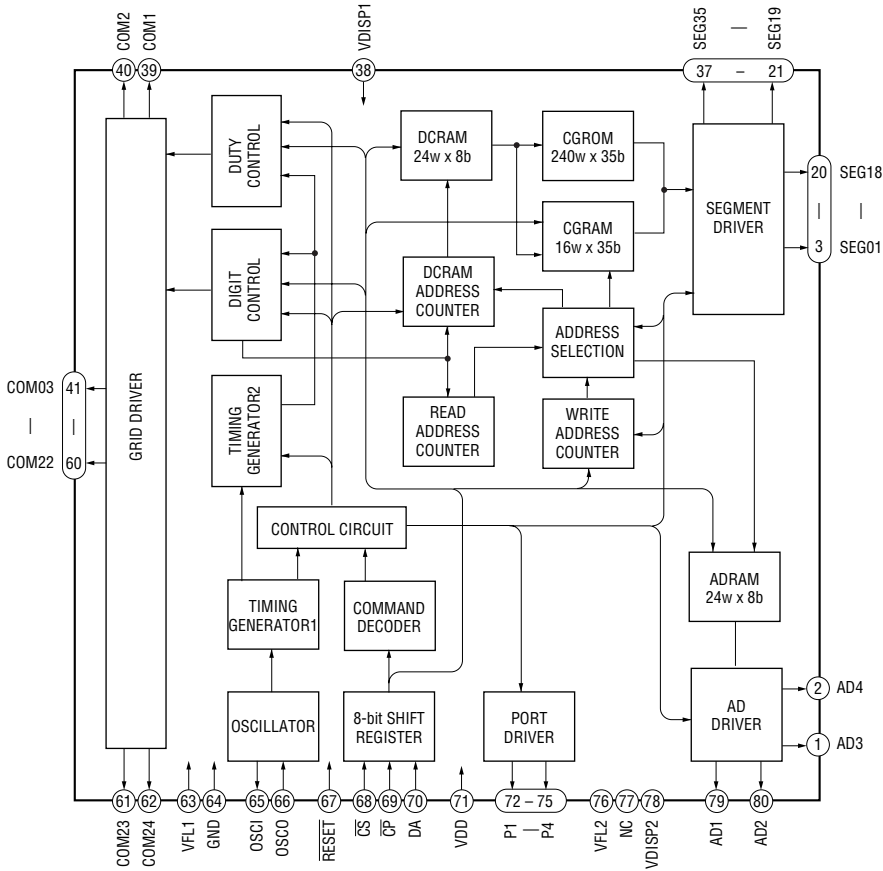 COM2
COM1
VDISP1
SEG35
—
SEG19
40
39
38
37 – 21
DUTY
CONTROL
DCRAM
24w x 8b
CGROM
240w x 35b
SEGMENT
DRIVER
20
SEG18
|
|
3
SEG01
CGRAM
16w x 35b
DIGIT
CONTROL
DCRAM
ADDRESS
COUNTER
ADDRESS
SELECTION
GRID DRIVER
COM03
41
|
|
COM22
60
TIMING
GENERATOR2
READ
ADDRESS
COUNTER
WRITE
ADDRESS
COUNTER
CONTROL CIRCUIT
TIMING
GENERATOR1
COMMAND
DECODER
ADRAM
24w x 8b
OSCILLATOR
8-bit SHIFT
REGISTER
PORT
DRIVER
AD
DRIVER
2
AD4
1
AD3
61
62
63
64
65
66
67
68
69
70
71
72 – 75
76
77
78
79
80
COM23
COM24
VFL1
GND
OSCI
OSCO
RESET
CS
CP
DA
VDD
P1
—
P4
VFL2
NC
VDISP2
AD1
AD2